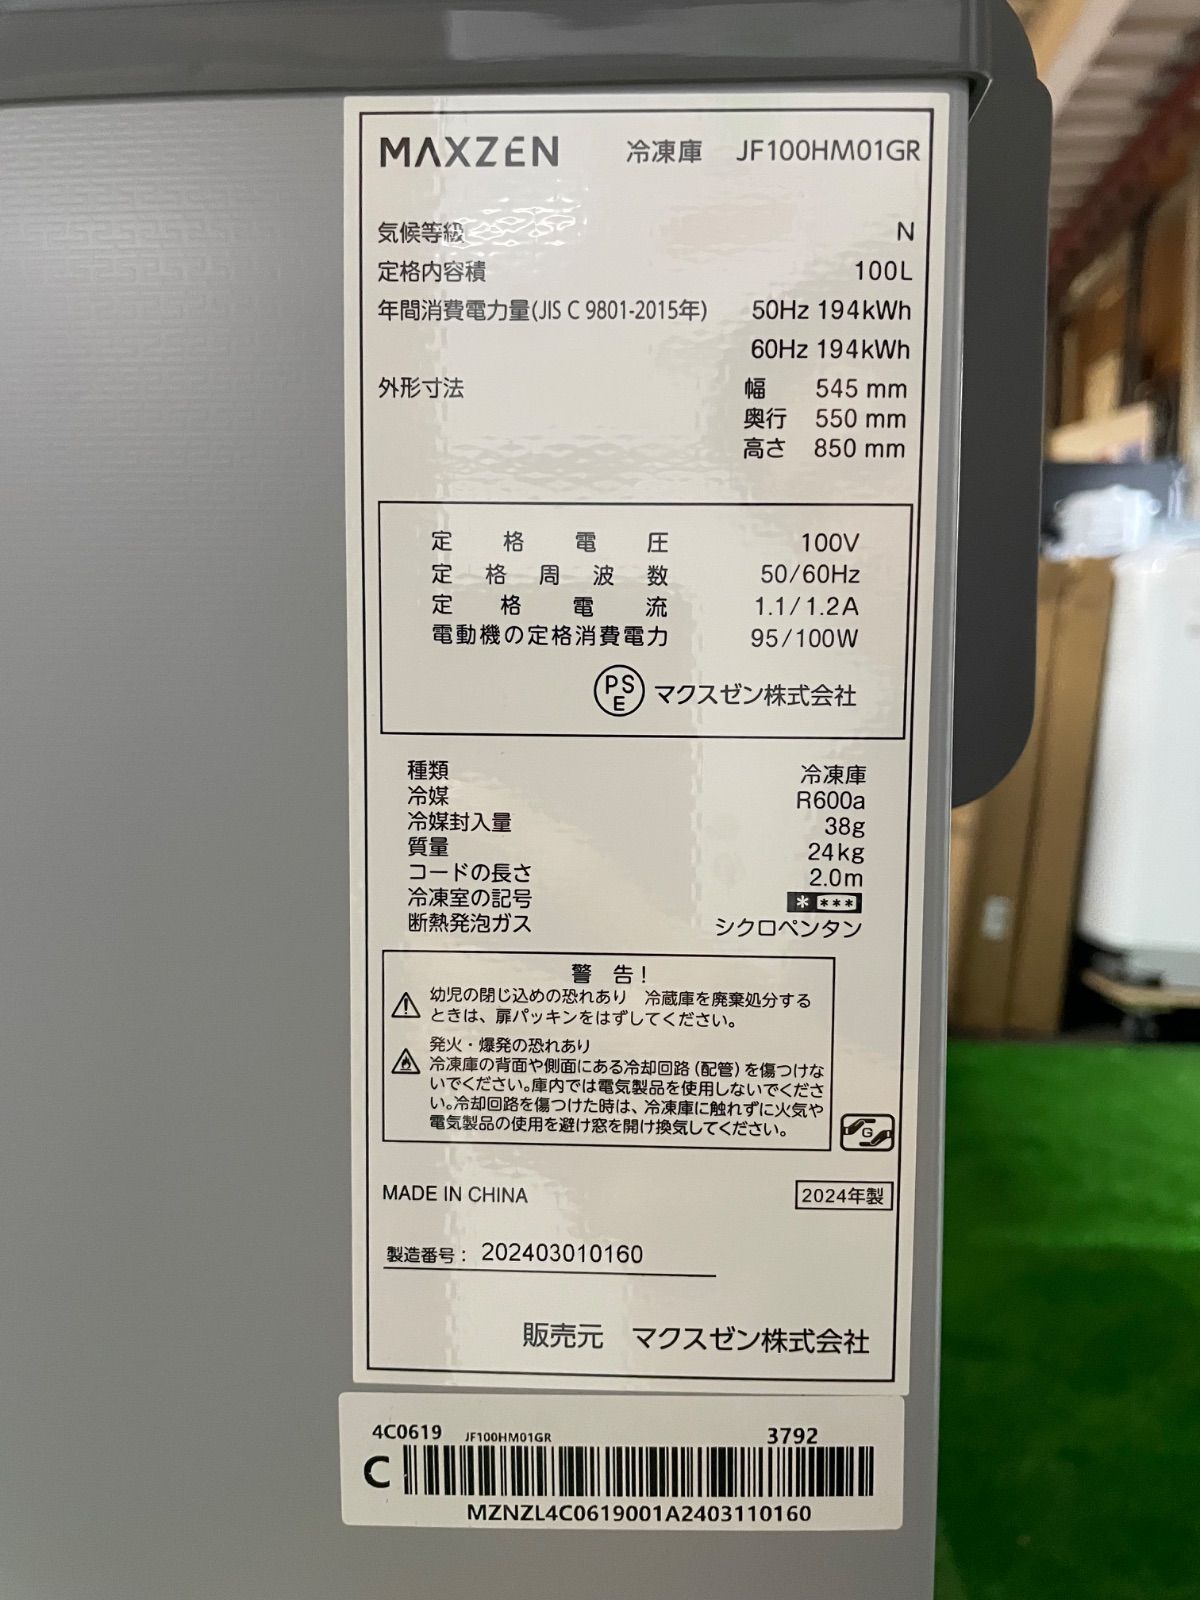 MAXZEN 冷凍庫 JF100HM01GR
気候等級 N
定格内容積 100L
年間消費電力量(JIS C 9801-2015年) 50Hz 194kWh
60Hz 194kWh
外形寸法 幅 545 mm
奥行 550 mm
高さ 850 mm
定格電圧 100V
定格周波数 50/60Hz
定格電流 1.1/1.2A
電動機の定格消費電力 95/100W
PSE マクスゼン株式会社
種類 冷凍庫
冷媒 R600a
冷媒封入量 38g
質量 24kg
コードの長さ 2.0m
冷凍室の記号 * ***
断熱発泡ガス シクロペンタン
警告!
幼児の閉じ込めの恐れあり 冷蔵庫を廃棄処分する
ときは、扉パッキンをはずしてください。
発火・爆発の恐れあり
冷凍庫の背面や側面にある冷却回路(配管)を傷つけな
いでください。庫内では電気製品を使用しないでくださ
い。冷却回路を傷つけた時は、冷凍庫に触れずに火気や
電気製品の使用を避け窓を開け換気してください。
G
MADE IN CHINA 2024年製
製造番号: 202403010160
販売元 マクスゼン株式会社
4C0619 JF100HM01GR 3792
C
MZNZL4C0619001A2403110160